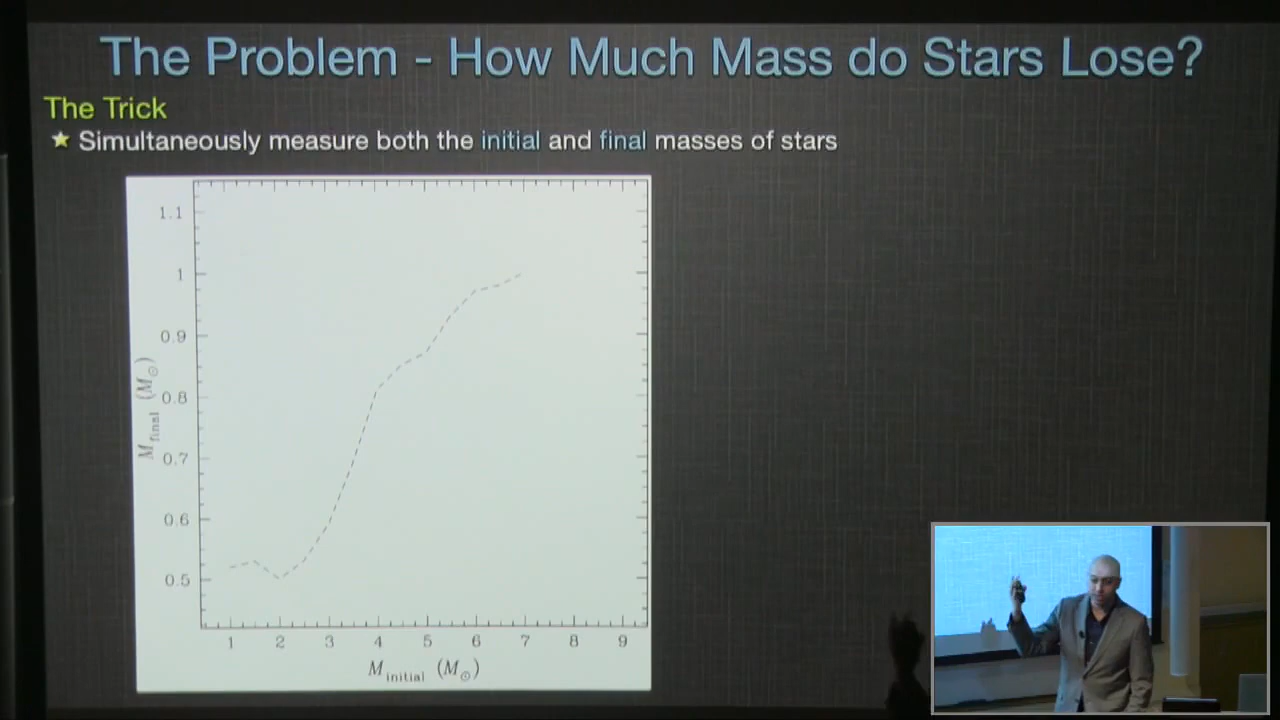 The Problem - How Much Mass do Stars Lose?
The Trick
★ Simultaneously measure both the initial and final masses of stars
1.1
1
0.9
0.8
0.7
0.6
0.5
M_final (M_⊙)
1 2 3 4 5 6 7 8 9
M_initial (M_⊙)